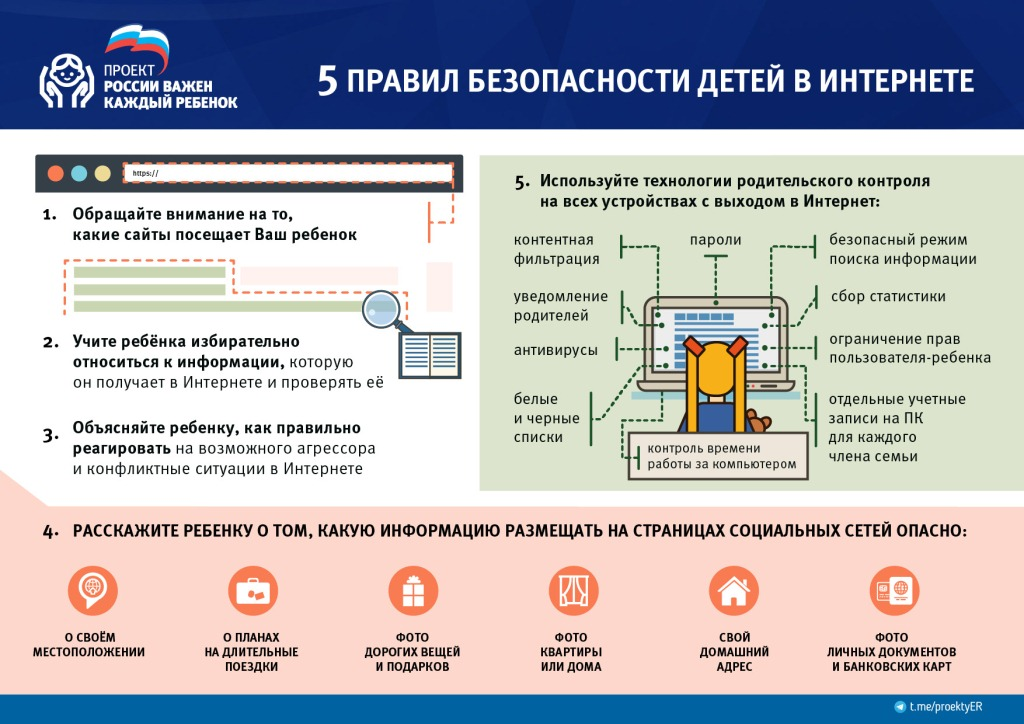 ПРОЕКТ
РОССИИ ВАЖЕН
КАЖДЫЙ РЕБЕНОК
5 ПРАВИЛ БЕЗОПАСНОСТИ ДЕТЕЙ В ИНТЕРНЕТЕ
https://
1. Обращайте внимание на то,
какие сайты посещает Ваш ребенок
2. Учите ребёнка избирательно
относиться к информации, которую
он получает в Интернете и проверять её
3. Объясняйте ребенку, как правильно
реагировать на возможного агрессора
и конфликтные ситуации в Интернете
5. Используйте технологии родительского контроля
на всех устройствах с выходом в Интернет:
контентная
фильтрация
пароли
безопасный режим
поиска информации
уведомление
родителей
сбор статистики
антивирусы
ограничение прав
пользователя-ребенка
белые
и черные
списки
отдельные учетные
записи на ПК
для каждого
члена семьи
контроль времени
работы за компьютером
4. РАССКАЖИТЕ РЕБЕНКУ О ТОМ, КАКУЮ ИНФОРМАЦИЮ РАЗМЕЩАТЬ НА СТРАНИЦАХ СОЦИАЛЬНЫХ СЕТЕЙ ОПАСНО:
О СВОЁМ
МЕСТОПОЛОЖЕНИИ
О ПЛАНАХ
НА ДЛИТЕЛЬНЫЕ
ПОЕЗДКИ
ФОТО
ДОРОГИХ ВЕЩЕЙ
И ПОДАРКОВ
ФОТО
КВАРТИРЫ
ИЛИ ДОМА
СВОЙ
ДОМАШНИЙ
АДРЕС
ФОТО
ЛИЧНЫХ ДОКУМЕНТОВ
И БАНКОВСКИХ КАРТ
t.me/proektyER